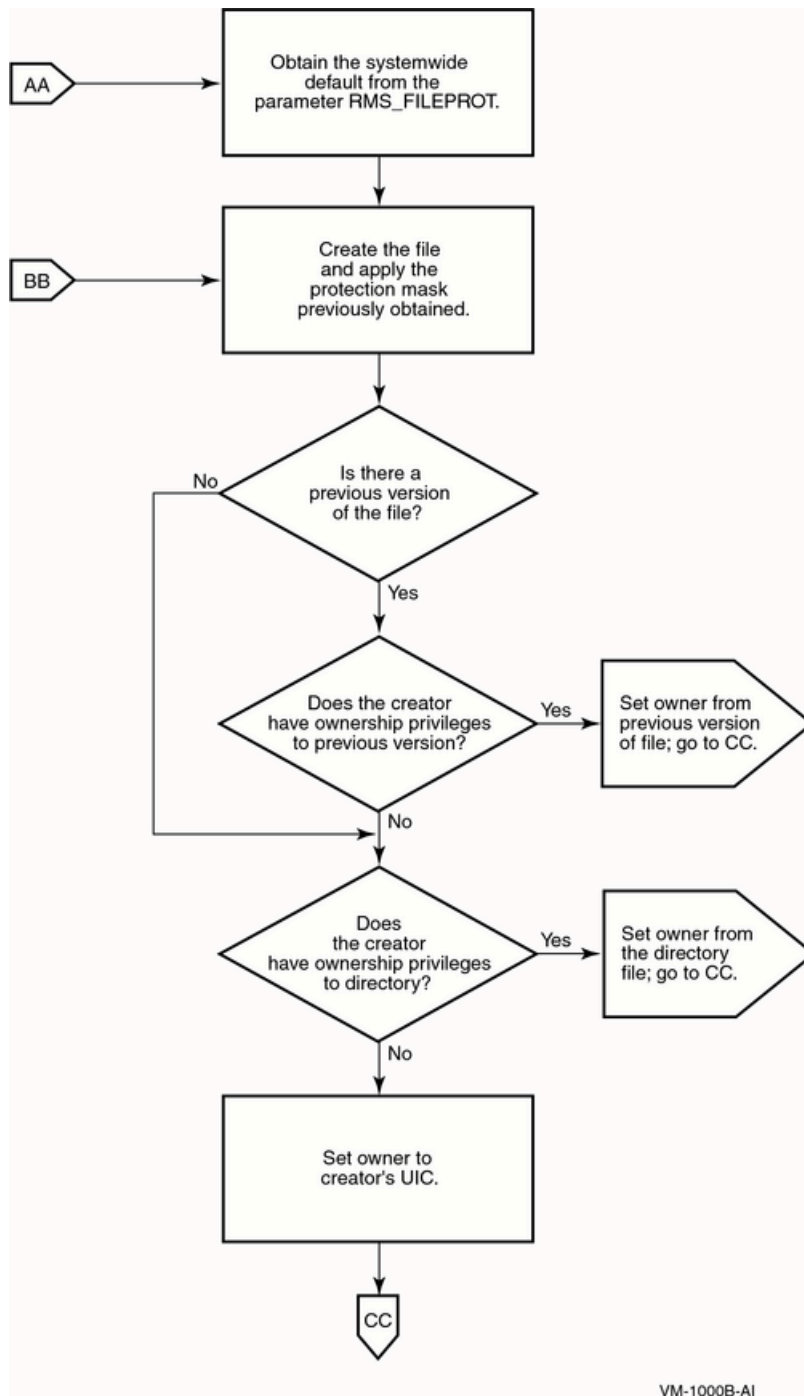 AA
Obtain the systemwide
default from the
parameter RMS_FILEPROT.
BB
Create the file
and apply the
protection mask
previously obtained.
No
Is there a
previous version
of the file?
Yes
Does the creator
have ownership privileges
to previous version?
Yes
Set owner from
previous version
of file; go to CC.
No
Does
the creator
have ownership privileges
to directory?
Yes
Set owner from
the directory
file; go to CC.
No
Set owner to
creator's UIC.
CC
VM-1000B-AI